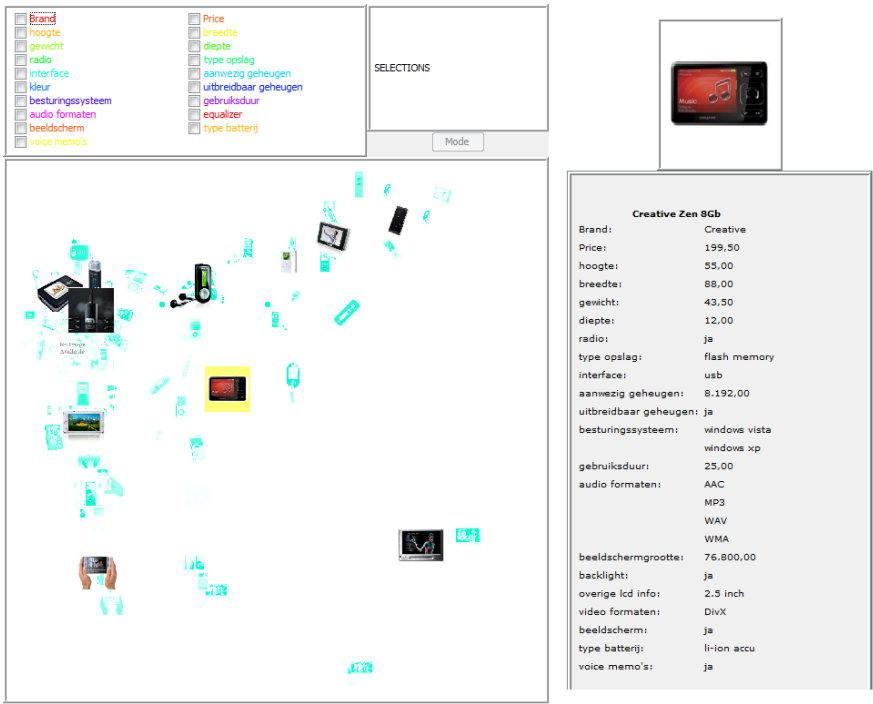 Brand Price
hoogte breedte
gewicht diepte
radio type opslag
interface aanwezig geheugen
kleur uitbreidbaar geheugen
besturingssysteem gebruiksduur
audio formaten equalizer
beeldscherm type batterij
voice memo's
SELECTIONS
Mode
Creative Zen 8Gb
Brand: Creative
Price: 199,50
hoogte: 55,00
breedte: 88,00
gewicht: 43,50
diepte: 12,00
radio: ja
type opslag: flash memory
interface: usb
aanwezig geheugen: 8.192,00
uitbreidbaar geheugen: ja
besturingssysteem: windows vista
windows xp
gebruiksduur: 25,00
audio formaten: AAC
MP3
WAV
WMA
beeldschermgrootte: 76.800,00
backlight: ja
overige lcd info: 2.5 inch
video formaten: DivX
beeldscherm: ja
type batterij: li-ion accu
voice memo's: ja
Music